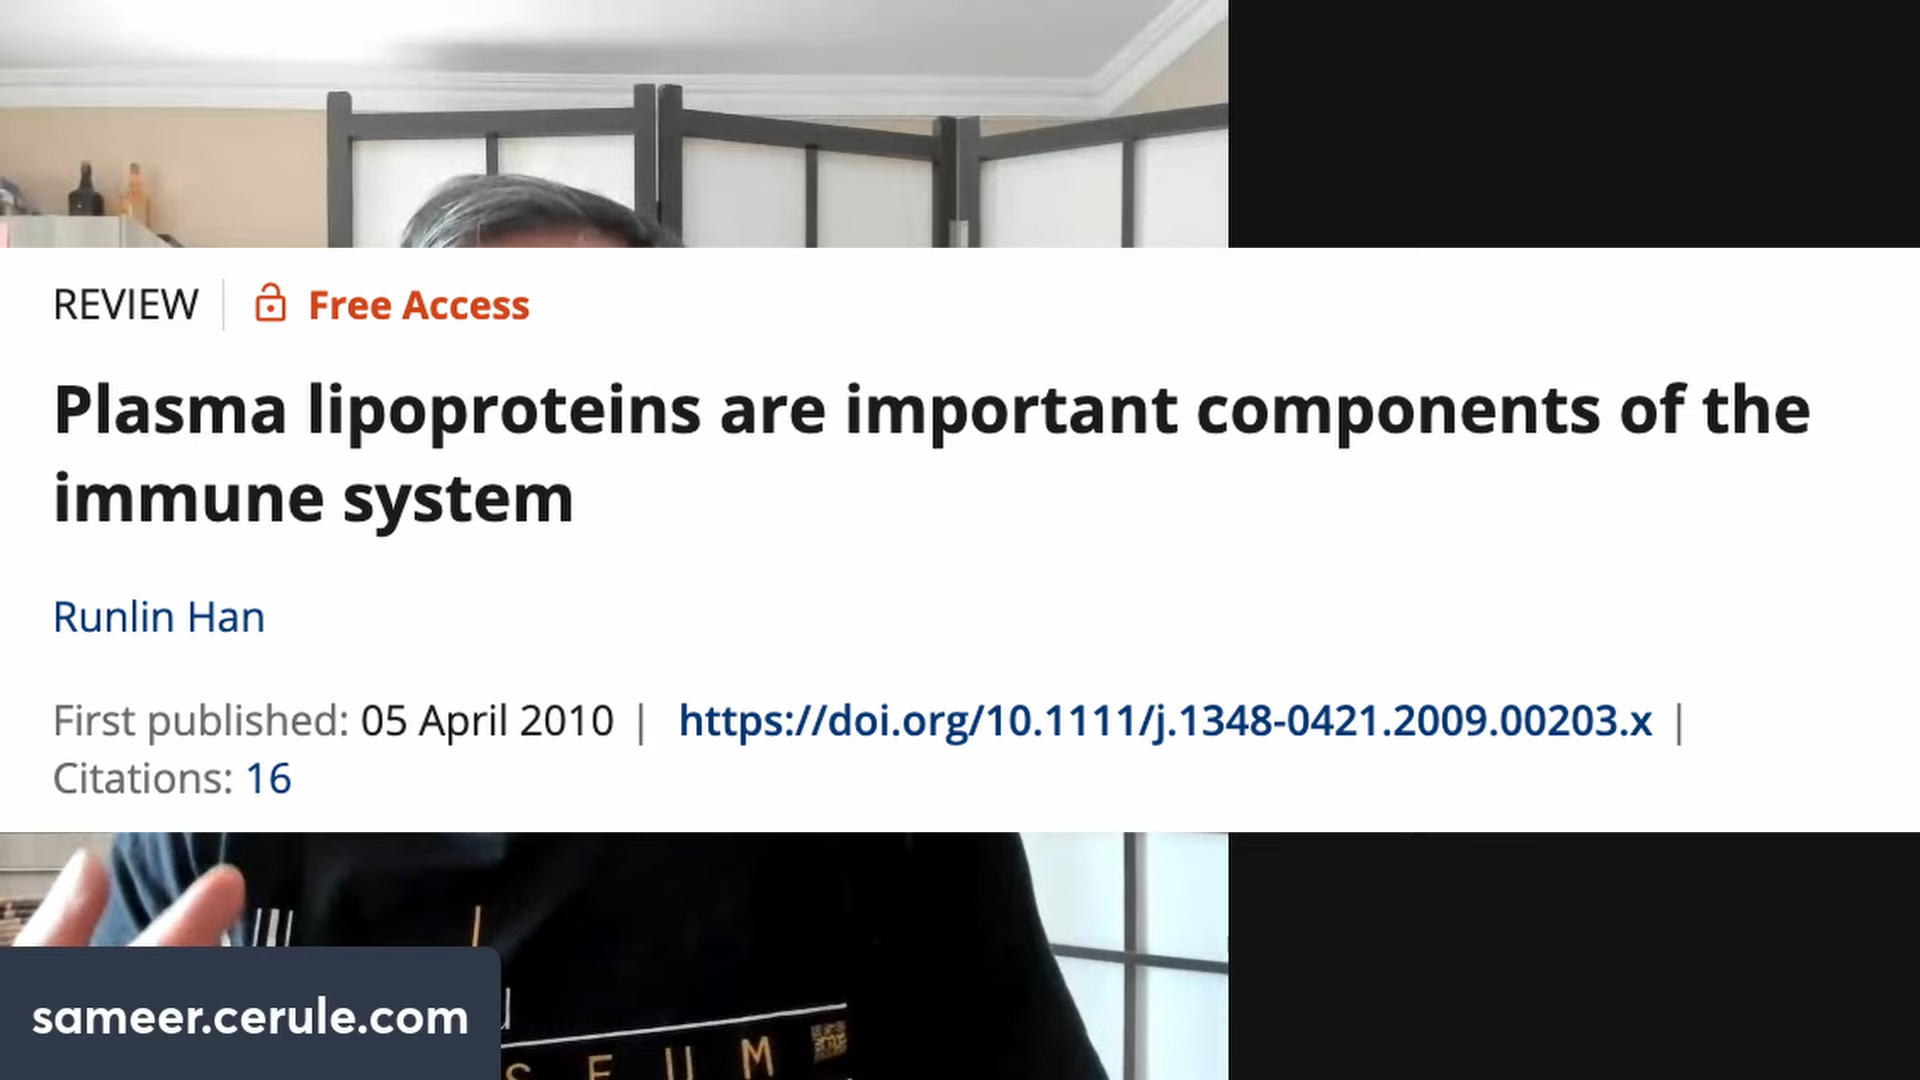 REVIEW | Free Access
Plasma lipoproteins are important components of the
immune system
Runlin Han
First published: 05 April 2010 | https://doi.org/10.1111/j.1348-0421.2009.00203.x |
Citations: 16
sameer.cerule.com
SEUM